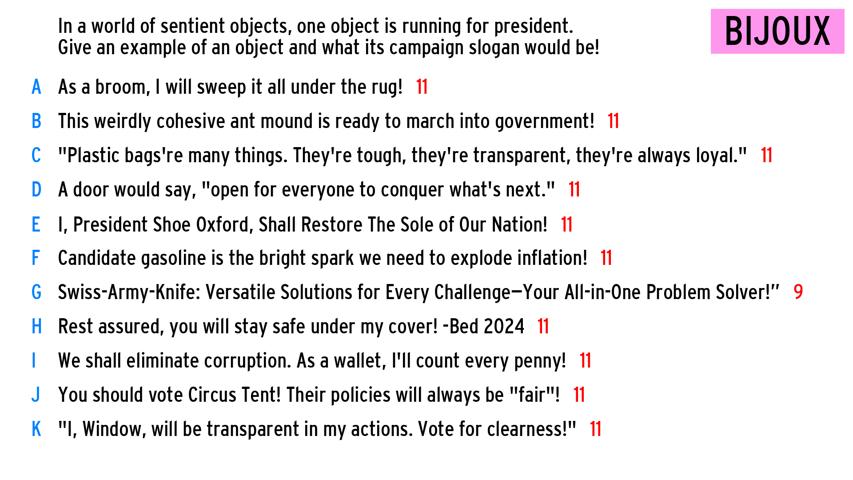 In a world of sentient objects, one object is running for president.
Give an example of an object and what its campaign slogan would be!
BIJOUX
A As a broom, I will sweep it all under the rug! 11
B This weirdly cohesive ant mound is ready to march into government! 11
C "Plastic bags're many things. They're tough, they're transparent, they're always loyal." 11
D A door would say, "open for everyone to conquer what's next." 11
E I, President Shoe Oxford, Shall Restore The Sole of Our Nation! 11
F Candidate gasoline is the bright spark we need to explode inflation! 11
G Swiss-Army-Knife: Versatile Solutions for Every Challenge—Your All-in-One Problem Solver!” 9
H Rest assured, you will stay safe under my cover! -Bed 2024 11
I We shall eliminate corruption. As a wallet, I'll count every penny! 11
J You should vote Circus Tent! Their policies will always be "fair"! 11
K "I, Window, will be transparent in my actions. Vote for clearness!" 11